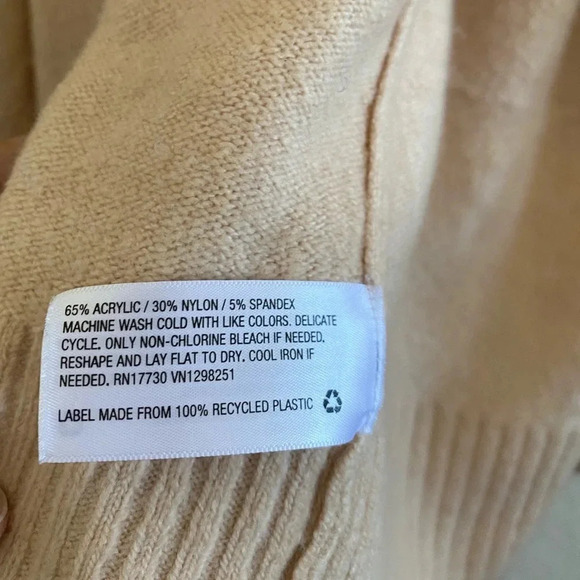 65% ACRYLIC / 30% NYLON / 5% SPANDEX
MACHINE WASH COLD WITH LIKE COLORS. DELICATE
CYCLE. ONLY NON-CHLORINE BLEACH IF NEEDED.
RESHAPE AND LAY FLAT TO DRY. COOL IRON IF
NEEDED. RN17730 VN1298251
LABEL MADE FROM 100% RECYCLED PLASTIC